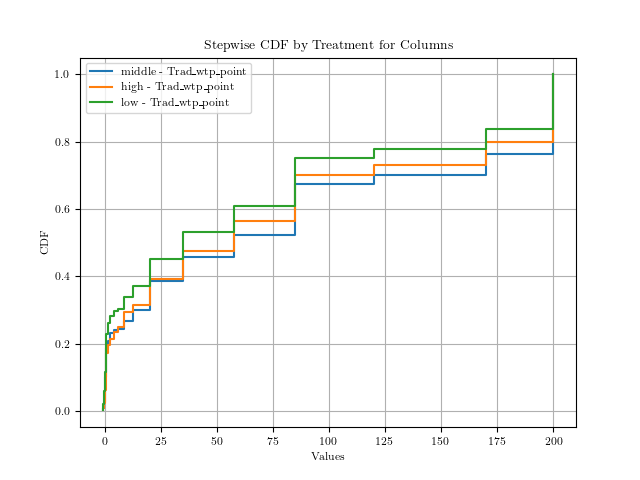 Stepwise CDF by Treatment for Columns
middle - Trad_wtp_point
high - Trad_wtp_point
low - Trad_wtp_point
1.0
0.8
0.6
0.4
0.2
0.0
CDF
0 25 50 75 100 125 150 175 200
Values